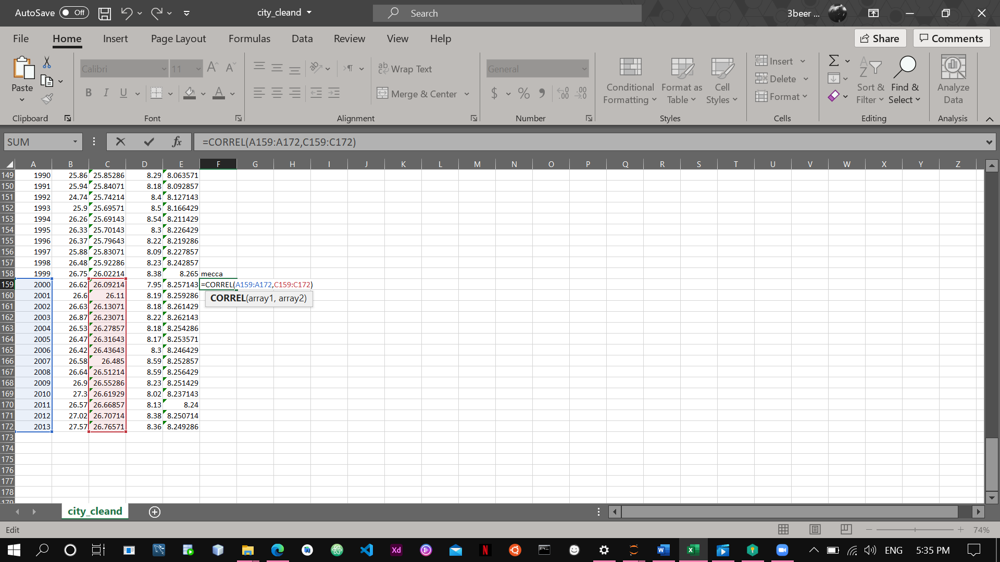 AutoSave Off city_cleand Search 3beer ...
File Home Insert Page Layout Formulas Data Review View Help Share Comments
Paste Calibri 11 Wrap Text General Conditional Formatting Format as Table Cell Styles Insert Delete Format Sort & Filter Find & Select Analyze Data
B I U A Merge & Center $ % 9 .00 .00
Clipboard Font Alignment Number Styles Cells Editing Analysis
SUM fx =CORREL(A159:A172,C159:C172)
A B C D E F G H I J K L M N O P Q R S T U V W X Y Z
149 1990 25.86 25.85286 8.29 8.063571
150 1991 25.94 25.84071 8.18 8.092857
151 1992 24.74 25.74214 8.4 8.127143
152 1993 25.9 25.69571 8.5 8.166429
153 1994 26.26 25.69143 8.54 8.211429
154 1995 26.33 25.70143 8.3 8.226429
155 1996 26.37 25.79643 8.22 8.219286
156 1997 25.88 25.83071 8.09 8.227857
157 1998 26.48 25.92286 8.23 8.242857
158 1999 26.75 26.02214 8.38 8.265 mecca
159 2000 26.62 26.09214 7.95 8.257143 =CORREL(A159:A172,C159:C172)
160 2001 26.6 26.11 8.19 8.259286 CORREL(array1, array2)
161 2002 26.63 26.13071 8.18 8.261429
162 2003 26.87 26.23071 8.22 8.262143
163 2004 26.53 26.27857 8.18 8.254286
164 2005 26.47 26.31643 8.17 8.253571
165 2006 26.42 26.43643 8.3 8.246429
166 2007 26.58 26.485 8.59 8.252857
167 2008 26.64 26.51214 8.59 8.256429
168 2009 26.9 26.55286 8.23 8.251429
169 2010 27.3 26.61929 8.02 8.237143
170 2011 26.57 26.66857 8.13 8.24
171 2012 27.02 26.70714 8.38 8.250714
172 2013 27.57 26.76571 8.36 8.249286
173
174
175
176
177
178
179
city_cleand
Edit 74%
Xd N ENG 5:35 PM